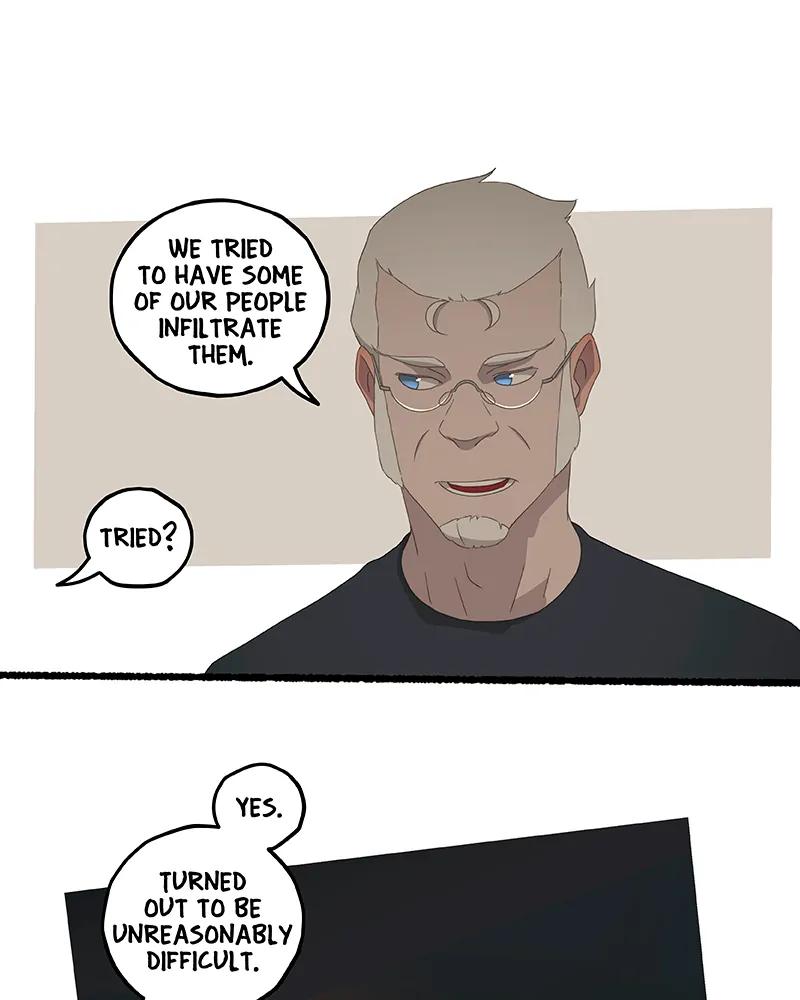 WE TRIED
TO HAVE SOME
OF OUR PEOPLE
INFILTRATE
THEM.
TRIED?
YES.
TURNED
OUT TO BE
UNREASONABLY
DIFFICULT.